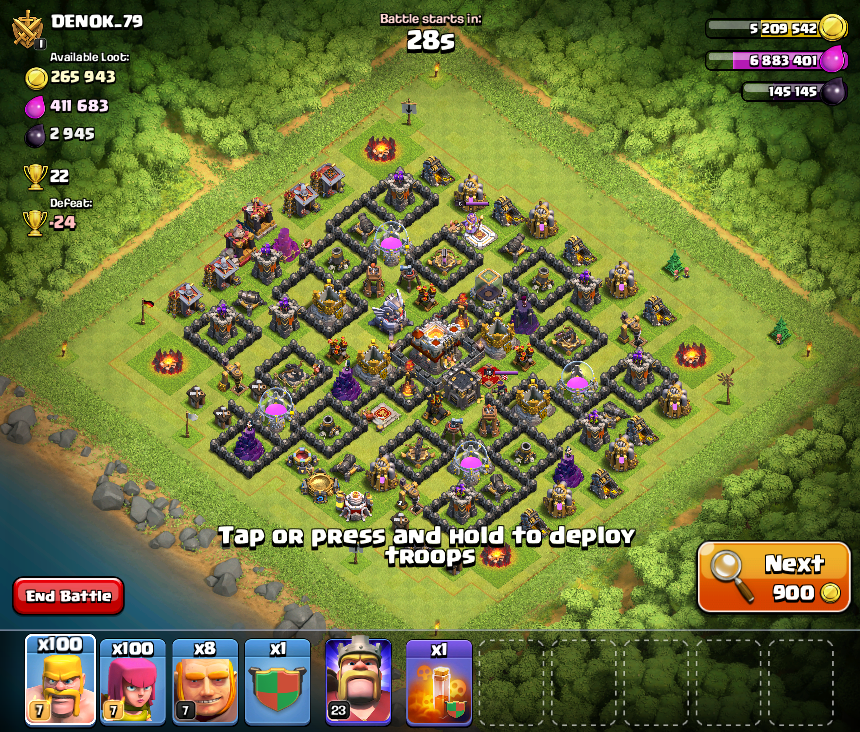 DENOK_79
Battle starts in:
28s
5 209 542
Available Loot:
265 943
6 883 401
411 683
145 145
2 945
22
Defeat:
-24
Tap or press and hold to deploy
troops
Next
900
End Battle
x100
x100
x8
x1
x1
7
7
7
23